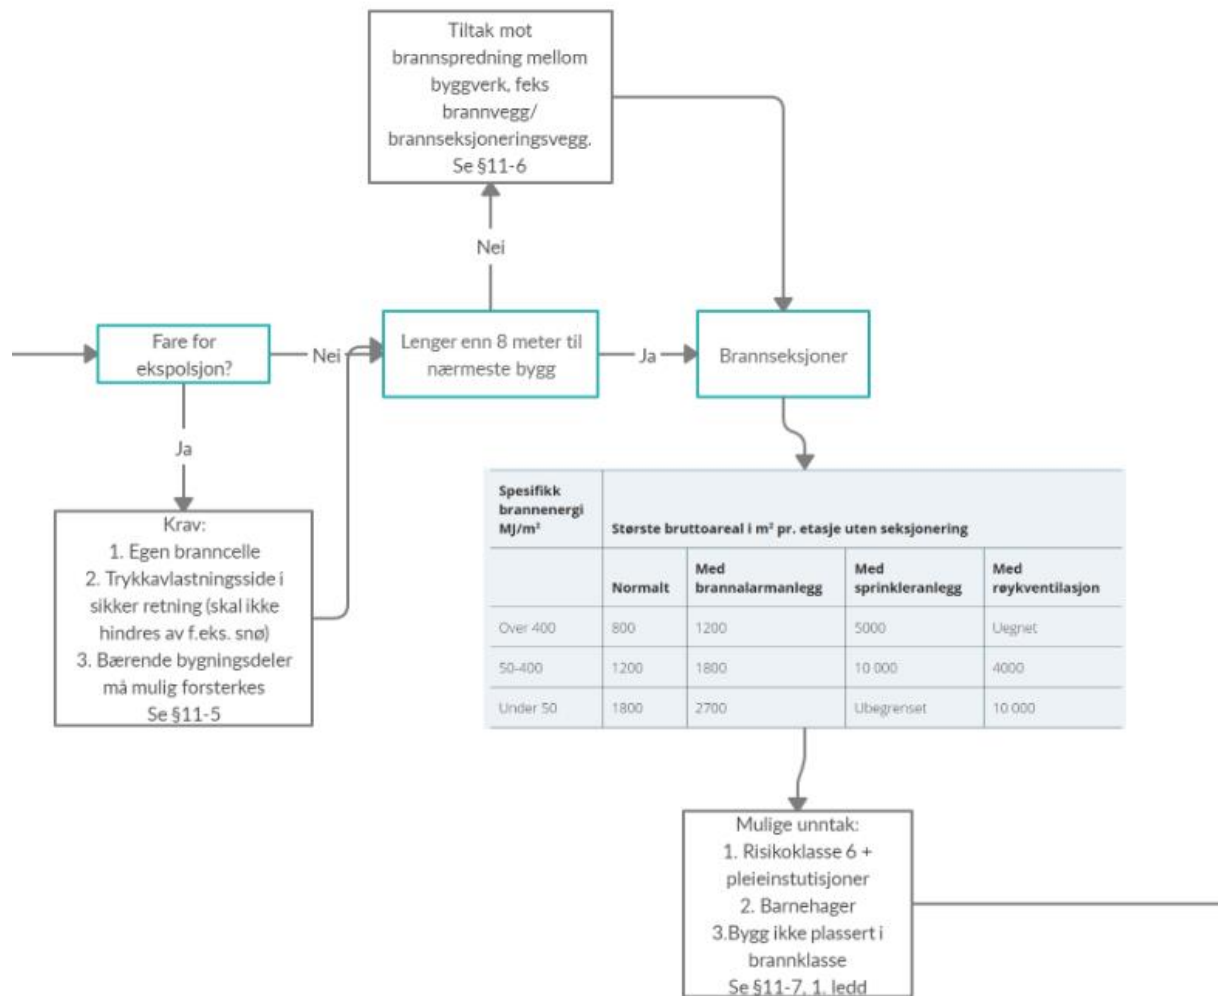 Tiltak mot
brannspredning mellom
byggverk, feks
brannvegg/
brannseksjoneringsvegg.
Se §11-6
Nei
Fare for
ekspolsjon?
Nei
Lenger enn 8 meter til
nærmeste bygg
Ja
Brannseksjoner
Ja
Krav:
1. Egen branncelle
2. Trykkavlastningsside i
sikker retning (skal ikke
hindres av f.eks. snø)
3. Bærende bygningsdeler
må mulig forsterkes
Se §11-5
Spesifikk
brannenergi
MJ/m²
Største bruttoareal i m² pr. etasje uten seksjonering
Normalt
Med
brannalarmanlegg
Med
sprinkleranlegg
Med
røykventilasjon
Over 400 800 1200 5000 Uegnet
50-400 1200 1800 10 000 4000
Under 50 1800 2700 Ubegrenset 10 000
Mulige unntak:
1. Risikoklasse 6 +
pleieinstutisjoner
2. Barnehager
3.Bygg ikke plassert i
brannklasse
Se §11-7, 1. ledd